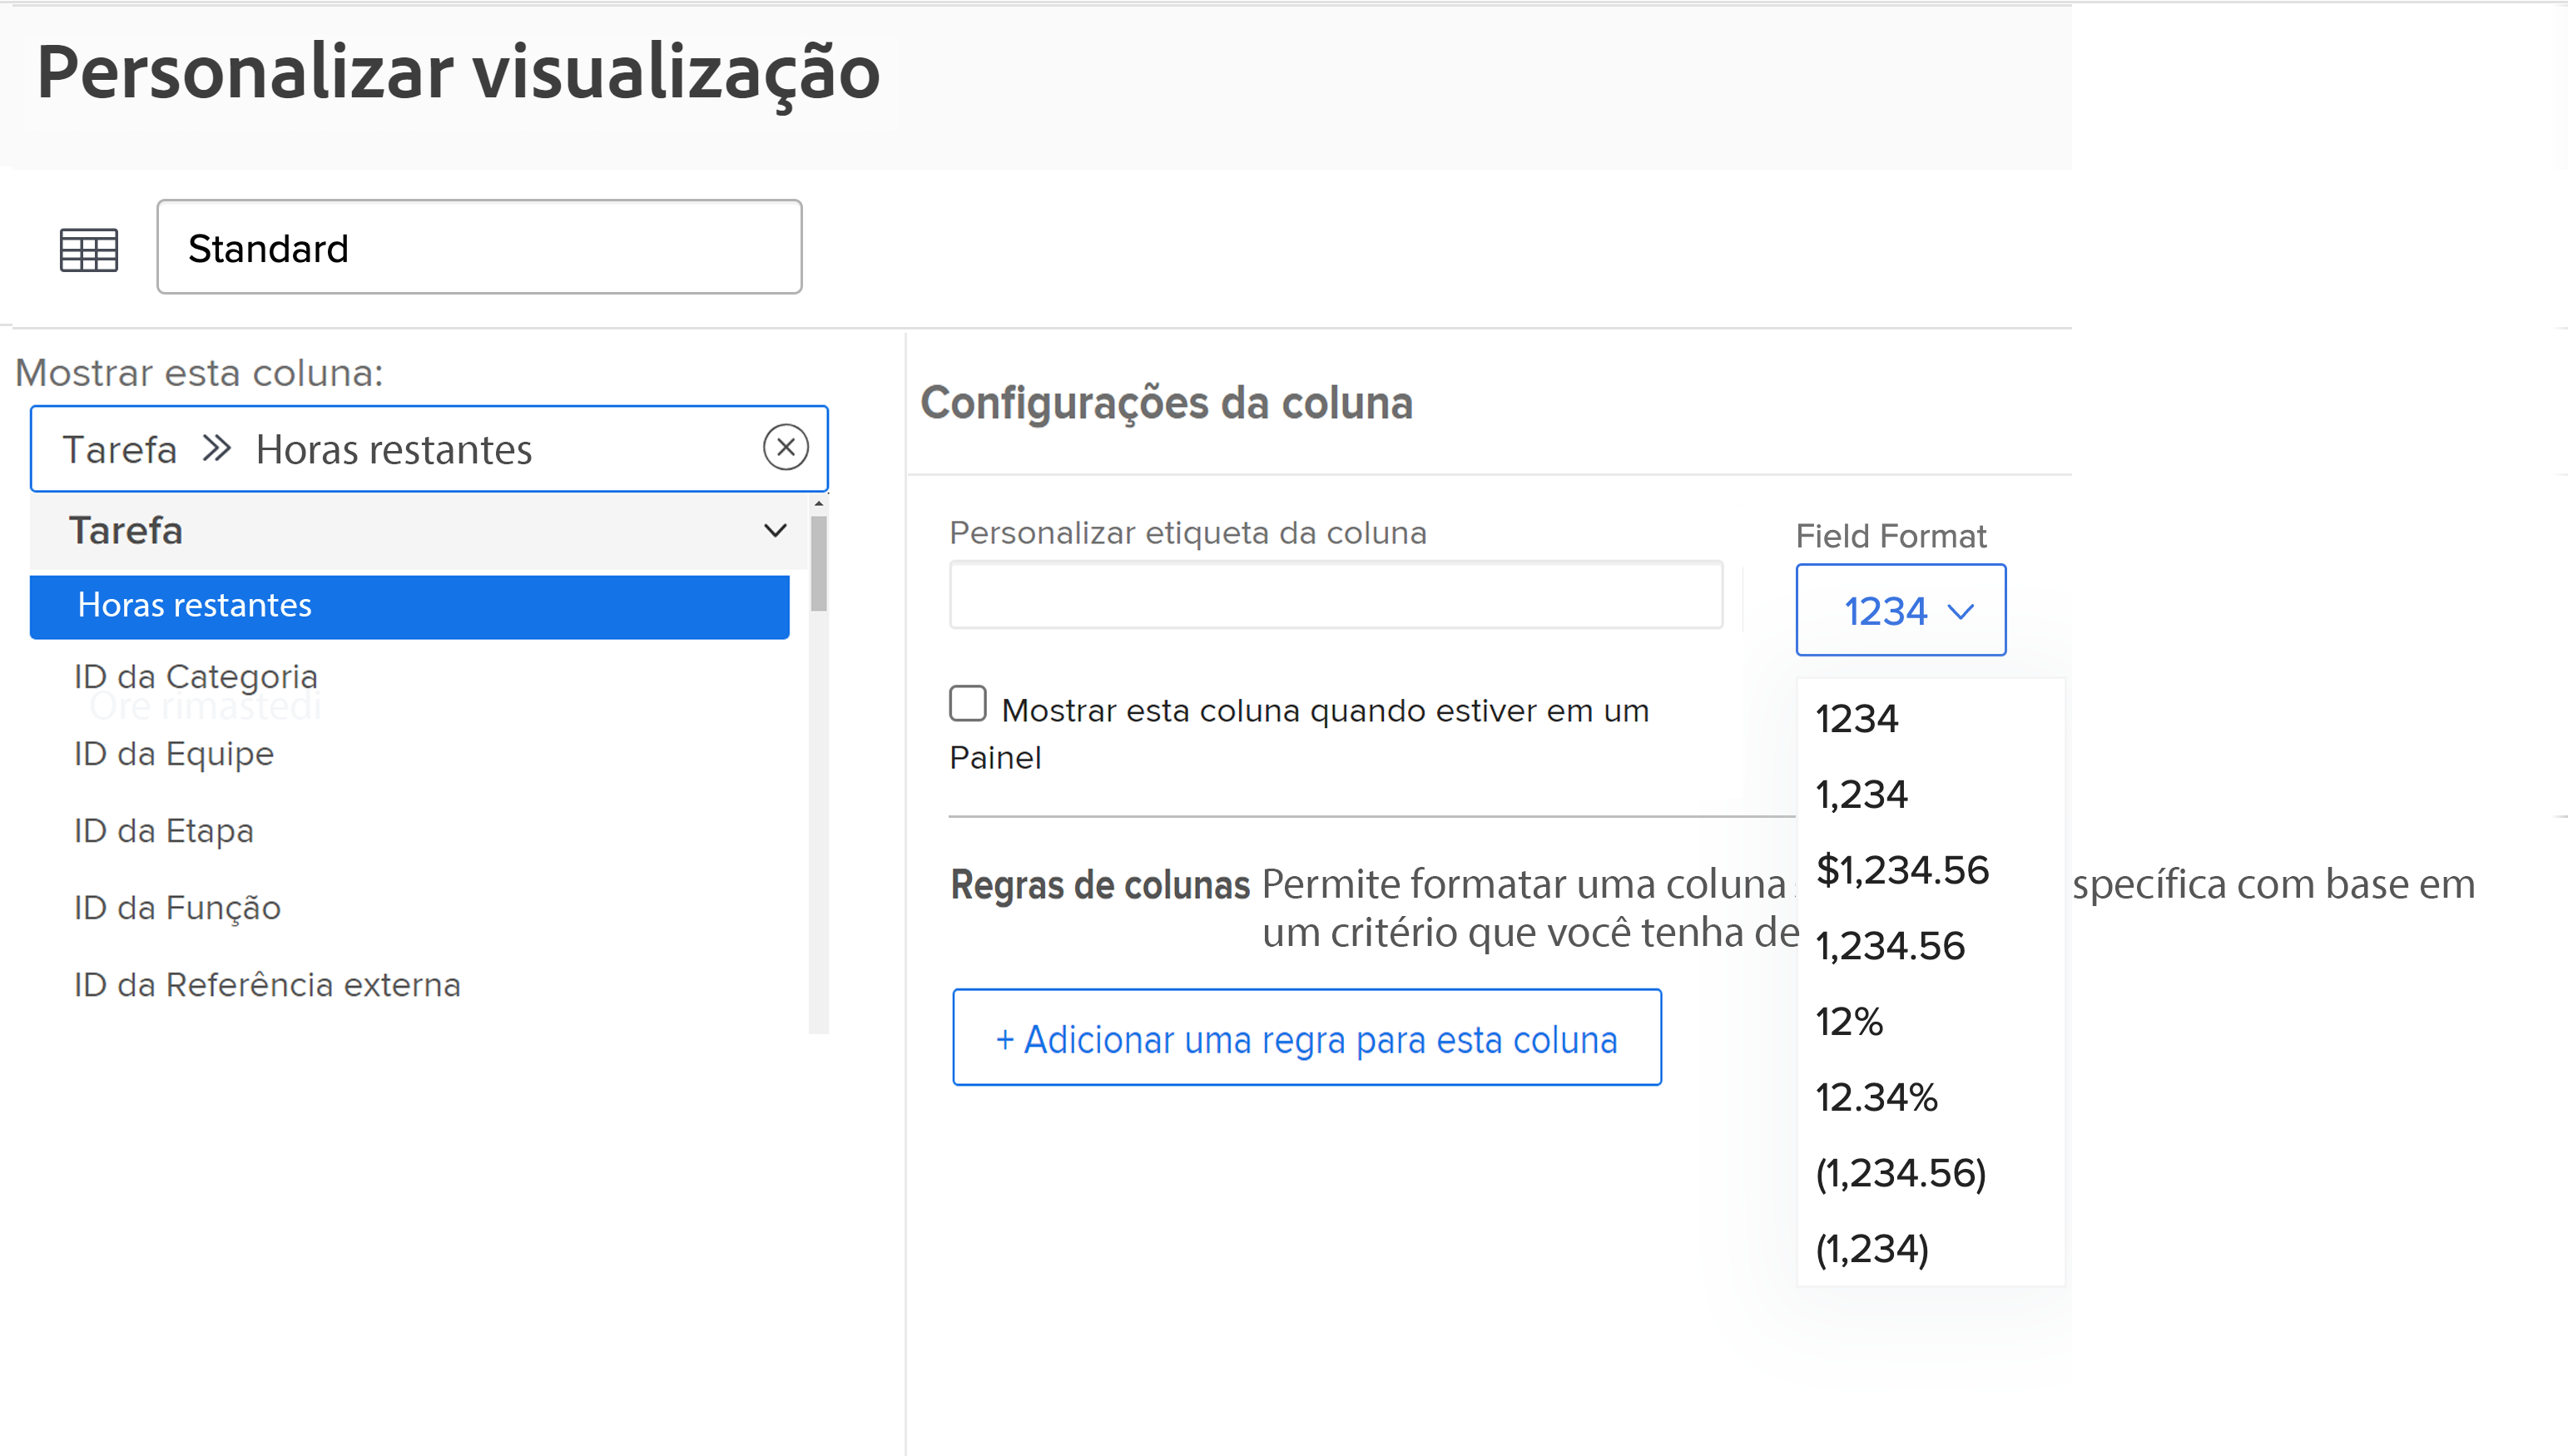 Personalizar visualização
Standard
Mostrar esta coluna:
Tarefa » Horas restantes
Tarefa
Horas restantes
ID da Categoria
Ore rimastedi
ID da Equipe
ID da Etapa
ID da Função
ID da Referência externa
Configurações da coluna
Personalizar etiqueta da coluna
Field Format
1234
Mostrar esta coluna quando estiver em um
Painel
Regras de colunas Permite formatar uma coluna specífica com base em
um critério que você tenha de
+ Adicionar uma regra para esta coluna
1234
1,234
$1,234.56
1,234.56
12%
12.34%
(1,234.56)
(1,234)